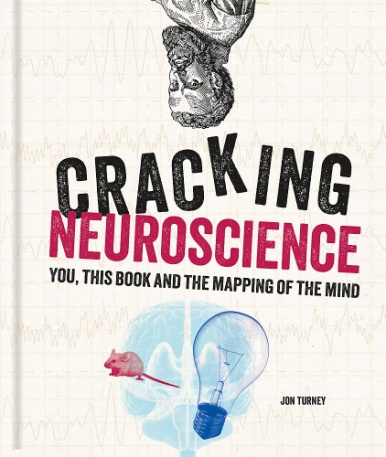 CRACKING
NEUROSCIENCE
YOU, THIS BOOK AND THE MAPPING OF THE MIND
JON TURNEY